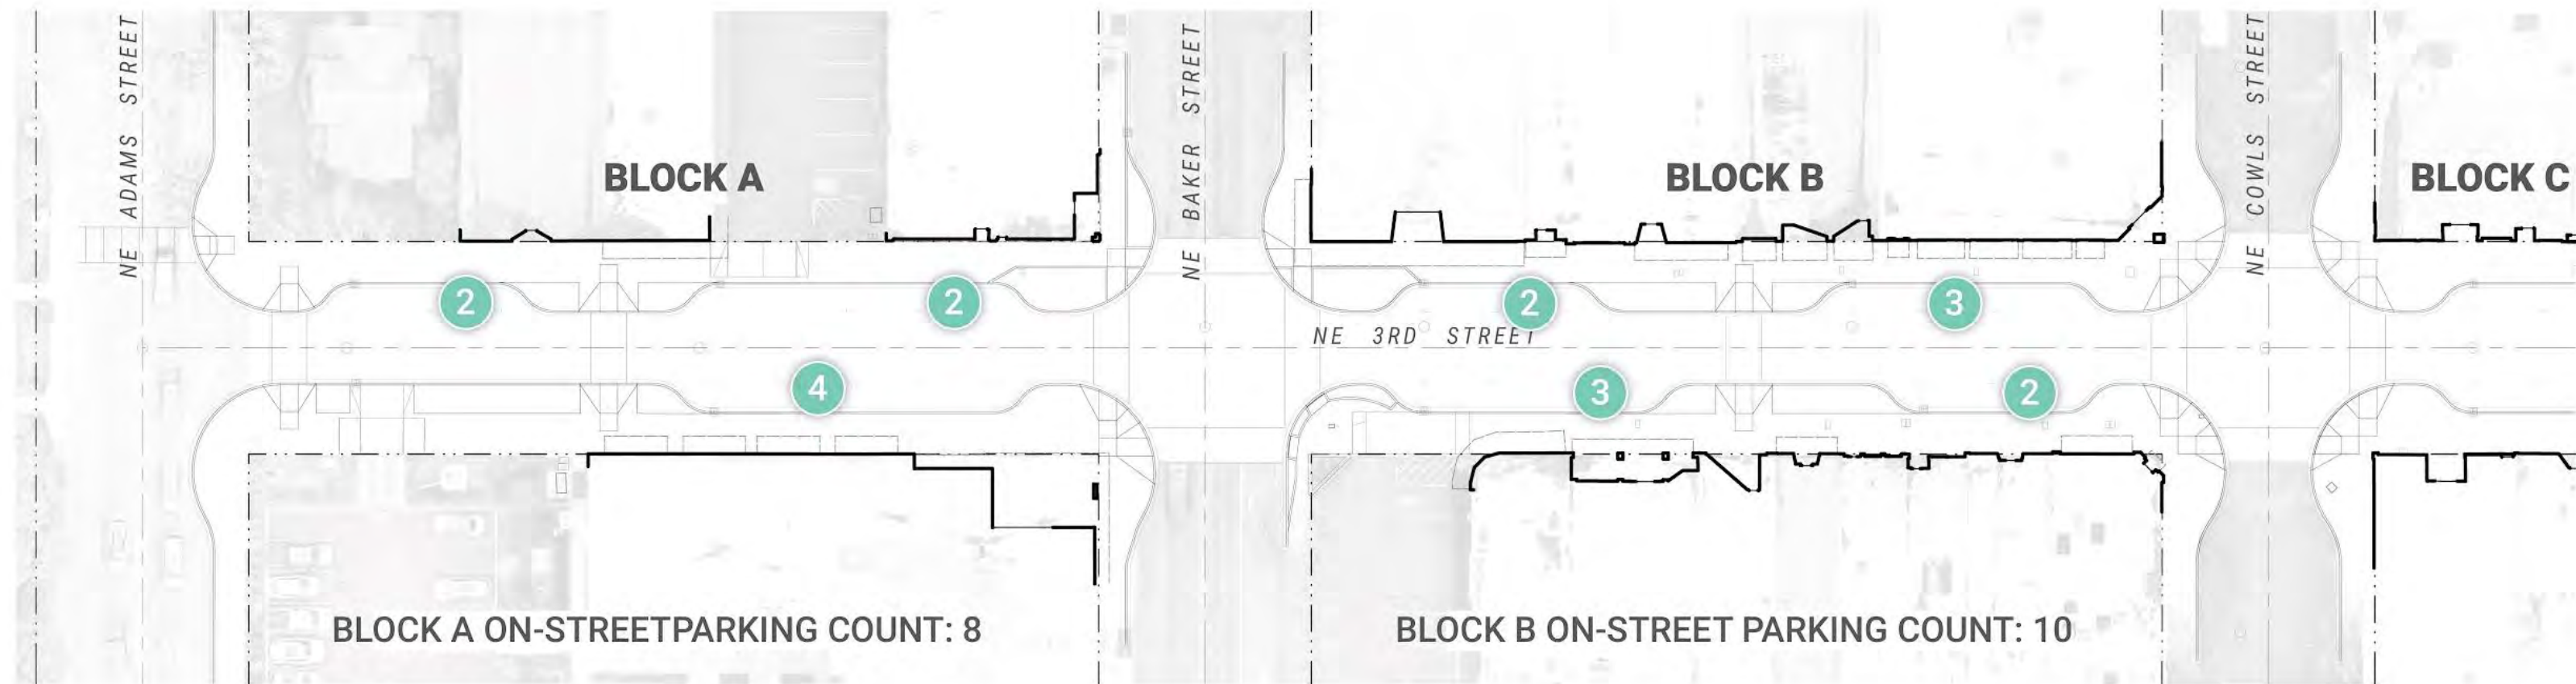 NE ADAMS STREET
NE BAKER STREET
NE COWLS STREET
BLOCK A
BLOCK B
BLOCK C
2
2
2
3
NE 3RD STREET
4
3
2
BLOCK A ON-STREETPARKING COUNT: 8
BLOCK B ON-STREET PARKING COUNT: 10